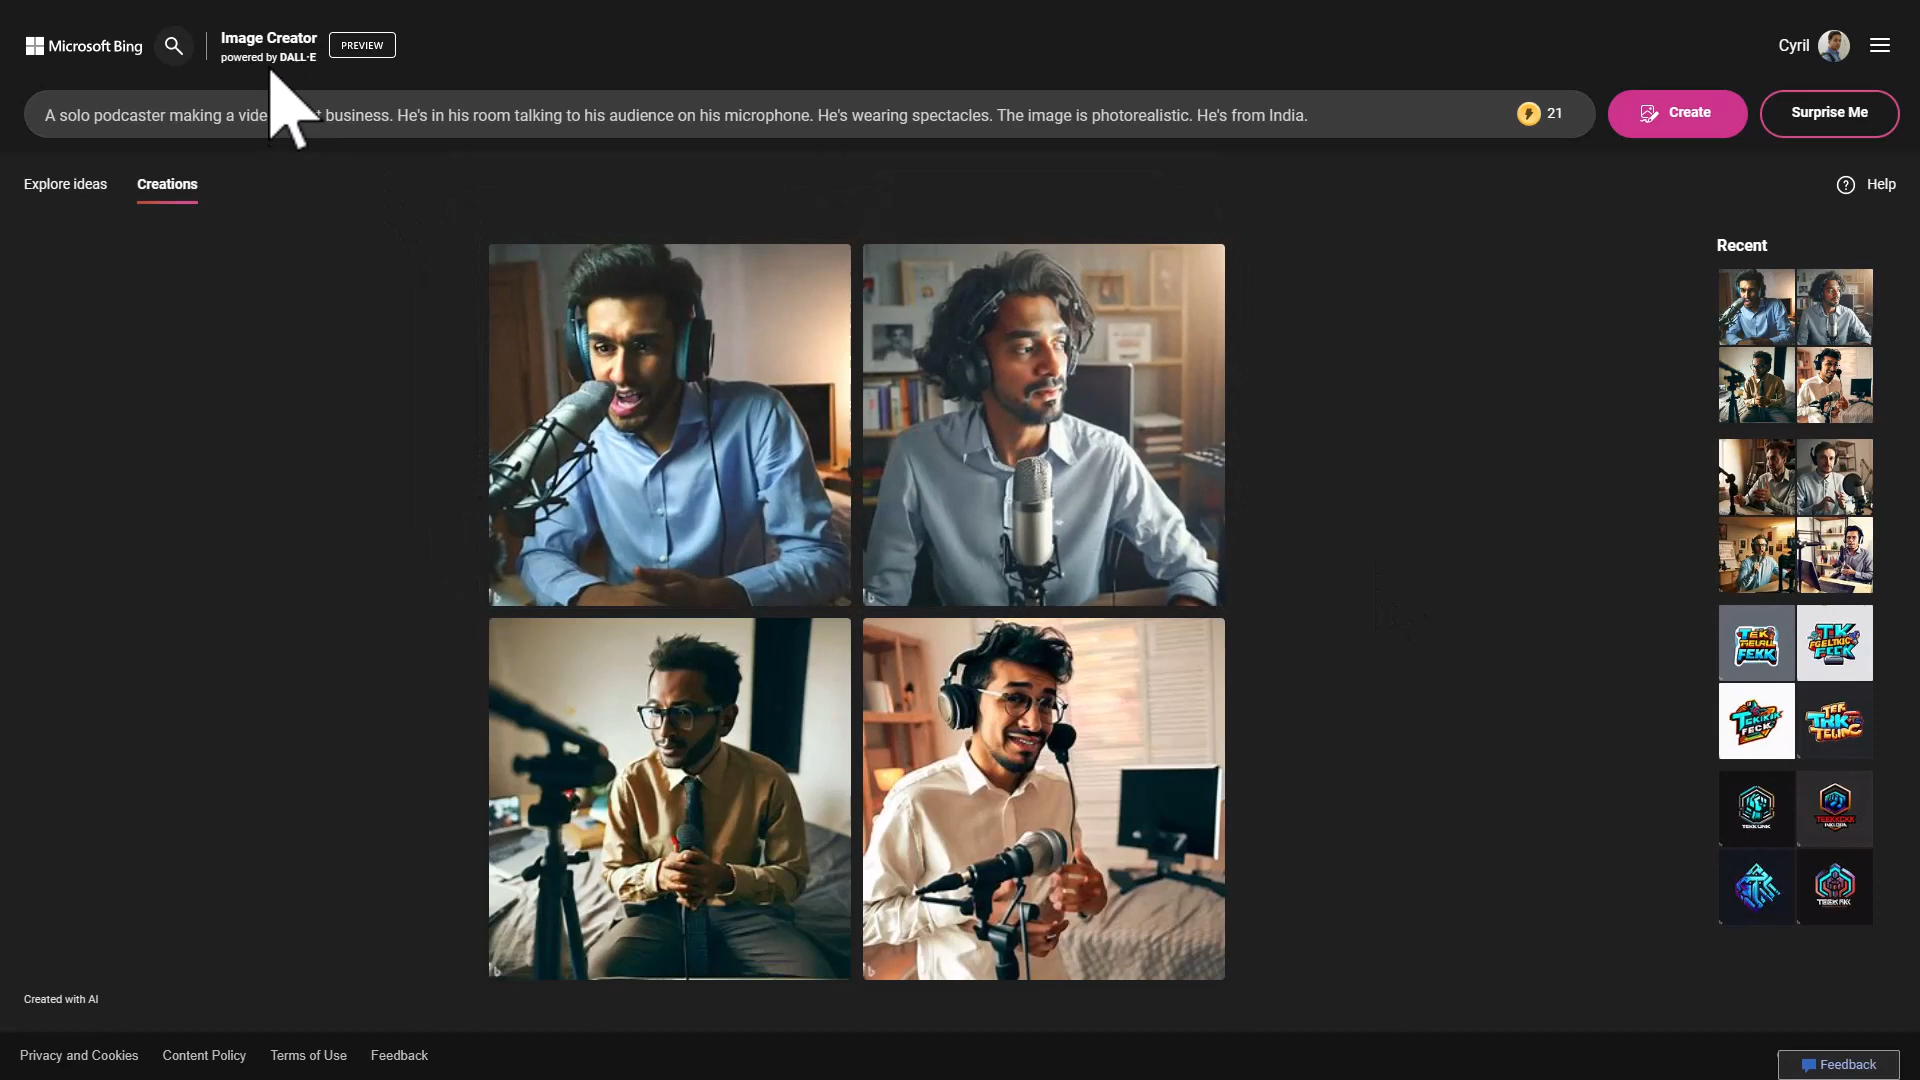 Microsoft Bing
Image Creator
powered by DALL·E
PREVIEW
Cyril
A solo podcaster making a vide business. He's in his room talking to his audience on his microphone. He's wearing spectacles. The image is photorealistic. He's from India.
21
Create
Surprise Me
Explore ideas
Creations
Help
Recent
Created with AI
Privacy and Cookies
Content Policy
Terms of Use
Feedback
Feedback